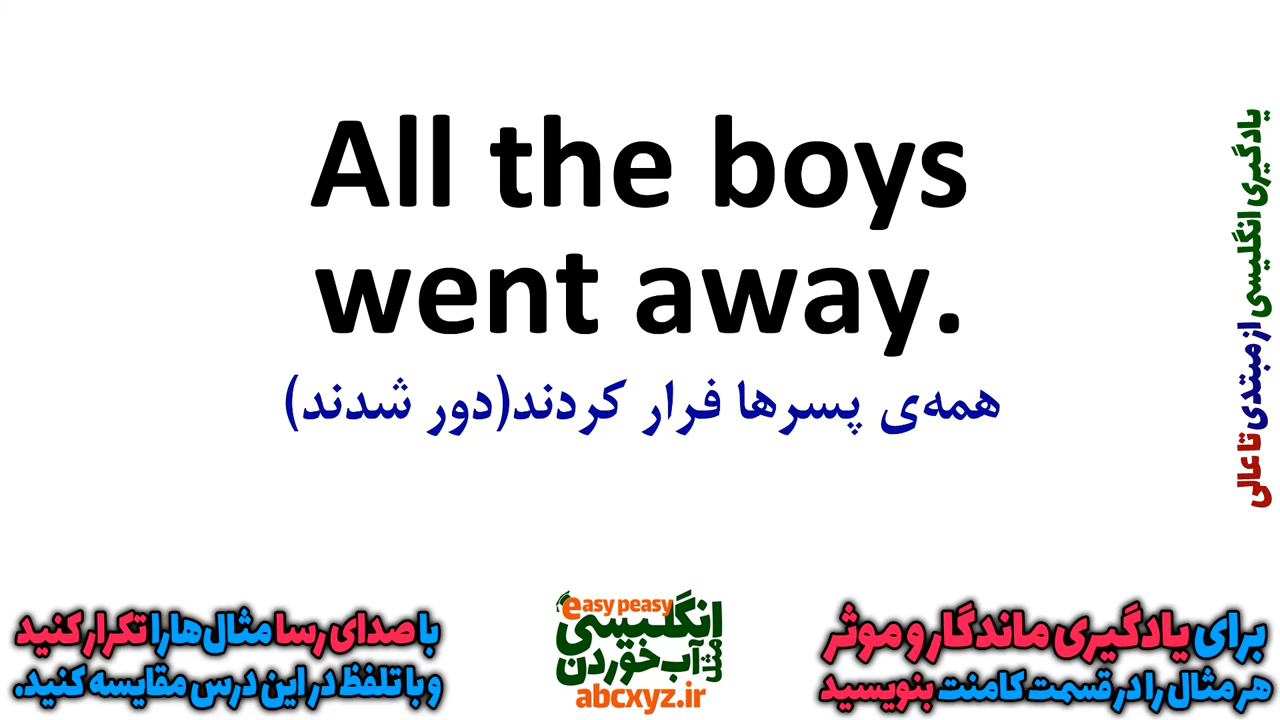 All the boys
went away.
همه‌ی پسرها فرار کردند(دور شدند)
یادگیری انگلیسی از مبتدی تا عالی
برای یادگیری ماندگار و موثر
هر مثال را در قسمت کامنت بنویسید
easy peasy
انگلیسی
مثل
آب خوردن
abcxyz.ir
با صدای رسا مثال‌ها را تکرار کنید
و با تلفظ در این درس مقایسه کنید.